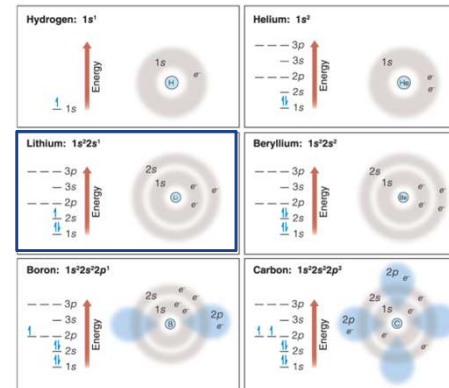 Hydrogen: 1s¹
Energy
1s
1s
H
e⁻
Helium: 1s²
3p
3s
2p
2s
1s
Energy
1s
He
e⁻
e⁻
Lithium: 1s²2s¹
3p
3s
2p
2s
1s
Energy
2s
1s
e⁻
e⁻
e⁻
Beryllium: 1s²2s²
3p
3s
2p
2s
1s
Energy
2s
1s
Be
e⁻
e⁻
e⁻
e⁻
Boron: 1s²2s²2p¹
3p
3s
2p
2s
1s
Energy
2s
1s
B
2p
e⁻
e⁻
e⁻
e⁻
e⁻
Carbon: 1s²2s²2p²
3p
3s
2p
2s
1s
Energy
2p
e⁻
2s
1s
C
2p
e⁻
e⁻
e⁻
e⁻
e⁻